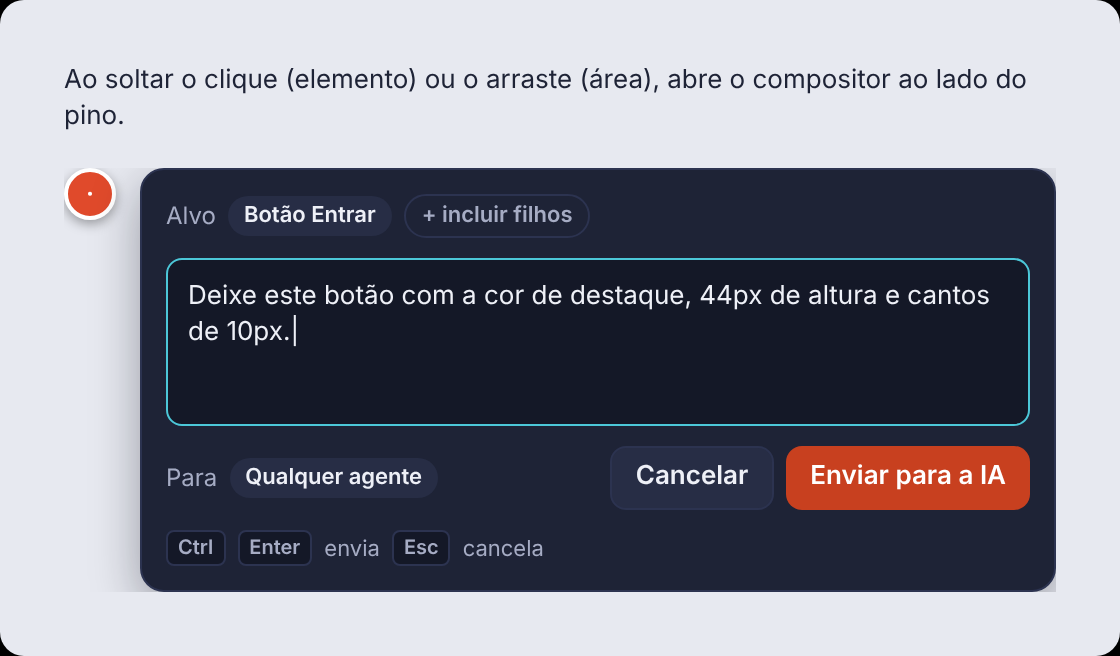 Ao soltar o clique (elemento) ou o arraste (área), abre o compositor ao lado do
pino.
Alvo Botão Entrar + incluir filhos
Deixe este botão com a cor de destaque, 44px de altura e cantos
de 10px.
Para Qualquer agente Cancelar Enviar para a IA
Ctrl Enter envia Esc cancela